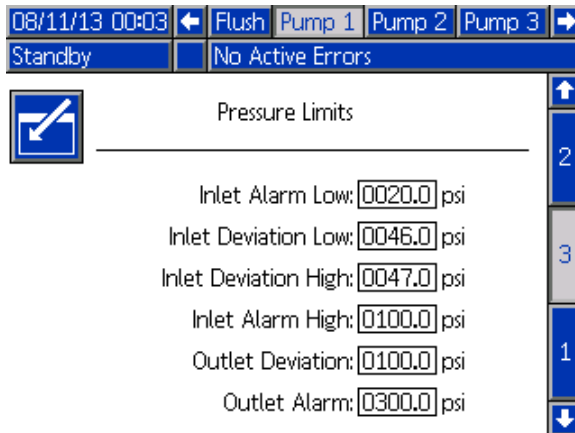 08/11/13 00:03 Flush Pump 1 Pump 2 Pump 3
Standby No Active Errors
Pressure Limits
2
Inlet Alarm Low: 0020.0 psi
Inlet Deviation Low: 0046.0 psi
3
Inlet Deviation High: 0047.0 psi
Inlet Alarm High: 0100.0 psi
1
Outlet Deviation: 0100.0 psi
Outlet Alarm: 0300.0 psi